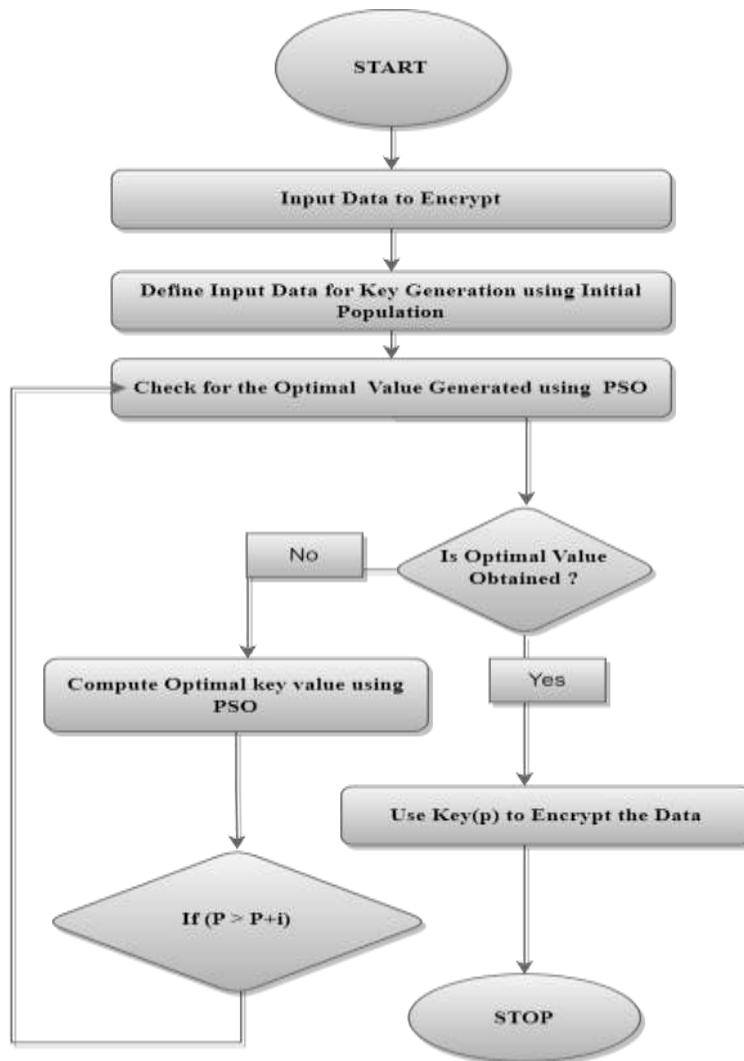 START
Input Data to Encrypt
Define Input Data for Key Generation using Initial
Population
Check for the Optimal Value Generated using PSO
Is Optimal Value
Obtained ?
No
Yes
Compute Optimal key value using
PSO
Use Key(p) to Encrypt the Data
If (P > P+i)
STOP